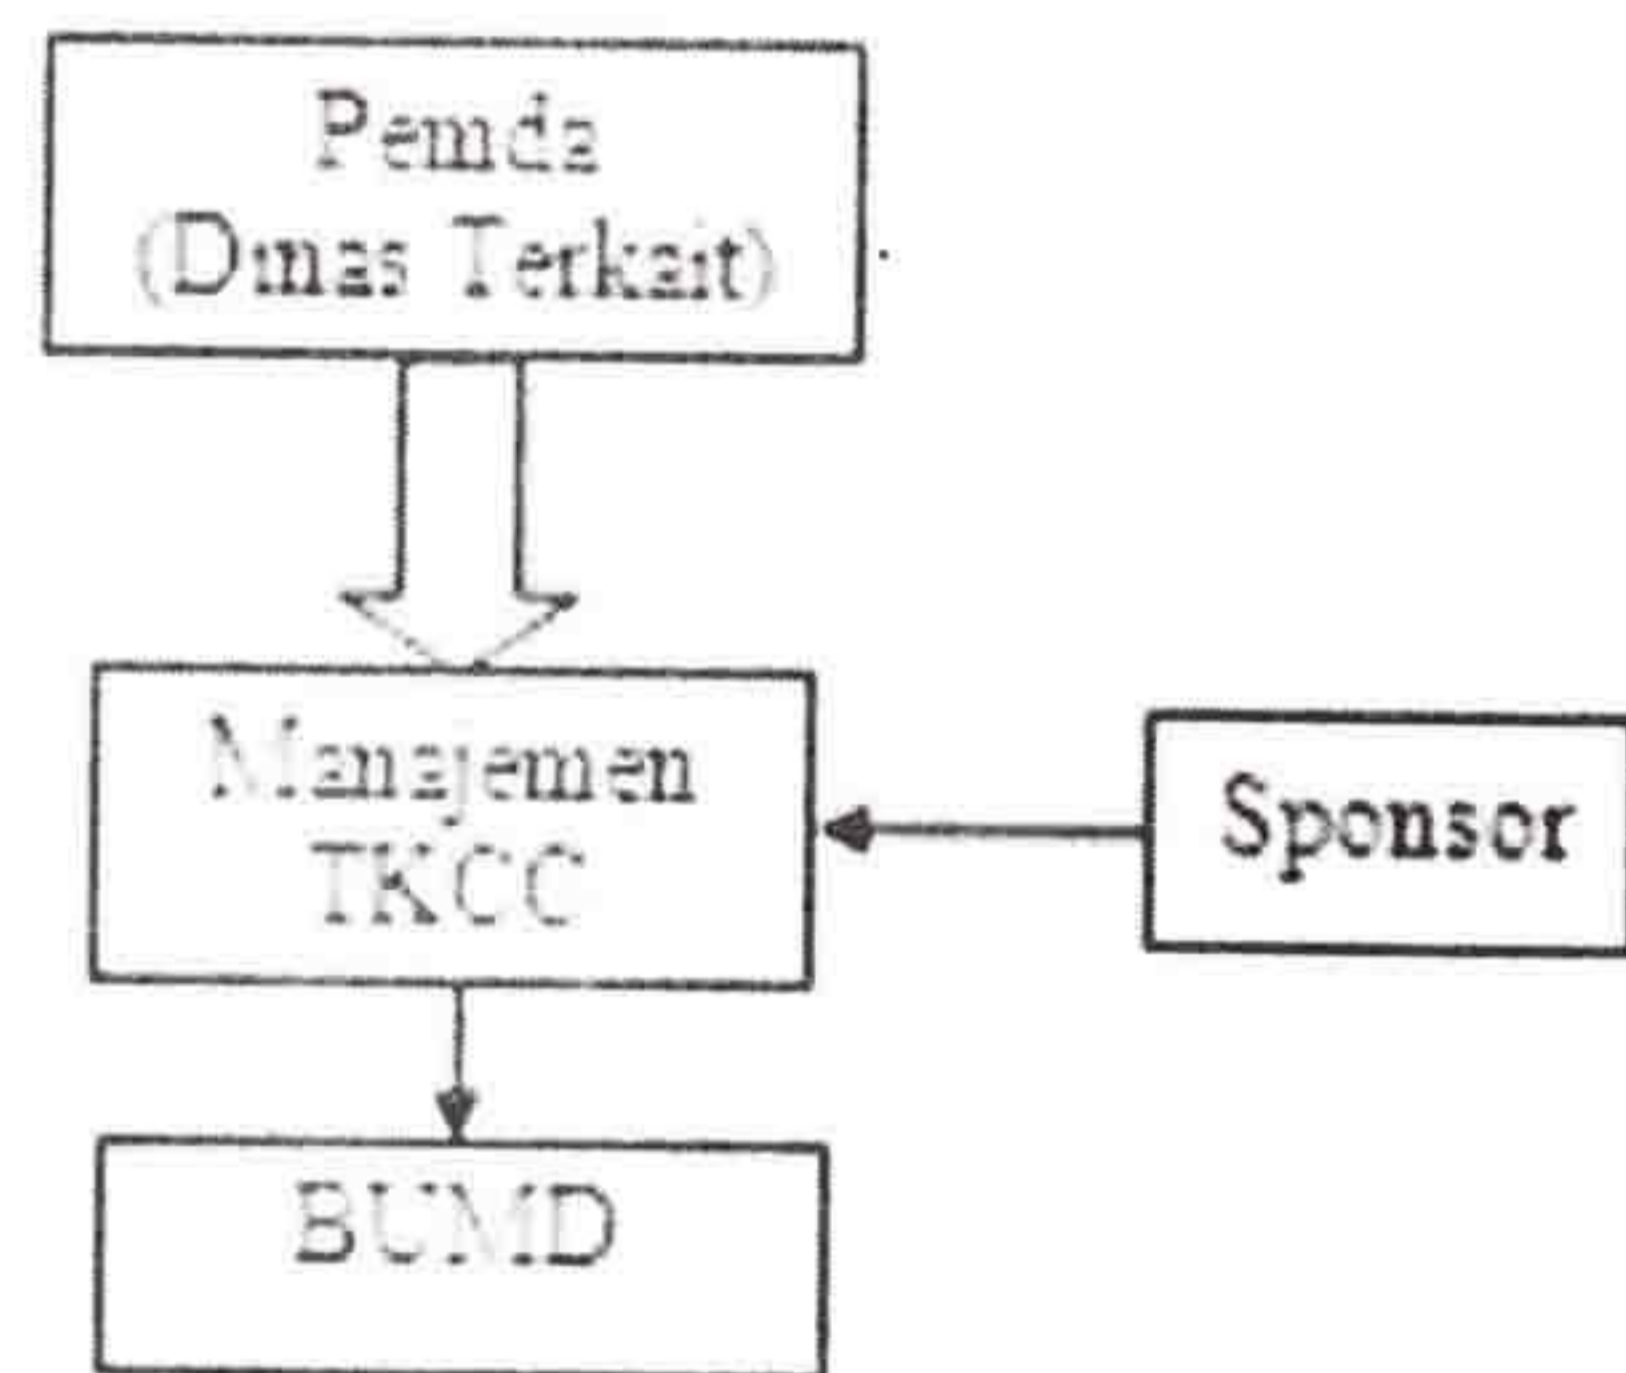 Pemda
(Dinas Terkait)
Manajemen
TKCC
Sponsor
BUMD